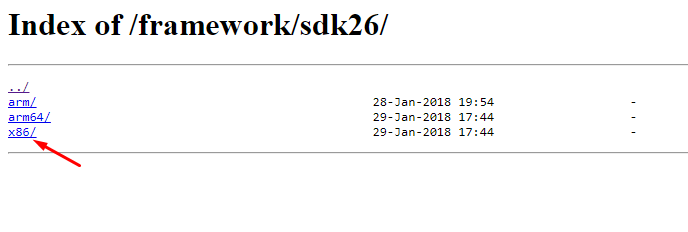 Index of /framework/sdk26/
../
arm/ 28-Jan-2018 19:54 -
arm64/ 29-Jan-2018 17:44 -
x86/ 29-Jan-2018 17:44 -